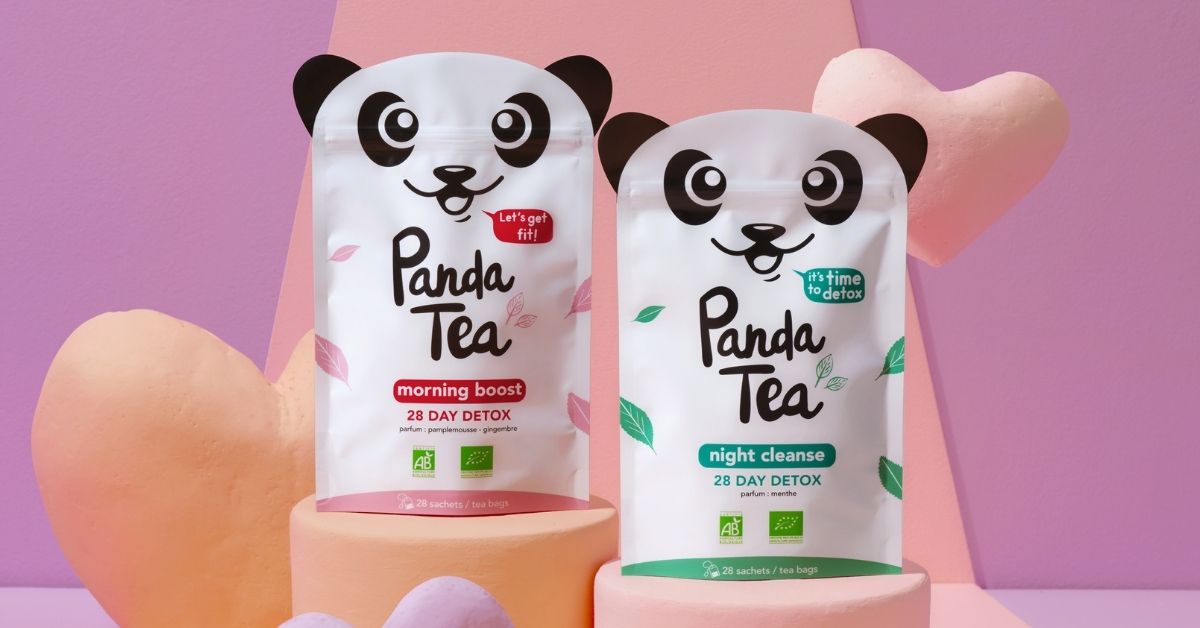 Let's get
fit!
Panda
Tea
morning boost
28 DAY DETOX
parfum : pamplemousse - gingembre
AB
28 sachets / tea bags
it's time
to detox
Panda
Tea
night cleanse
28 DAY DETOX
parfum : menthe
AB
28 sachets / tea bags